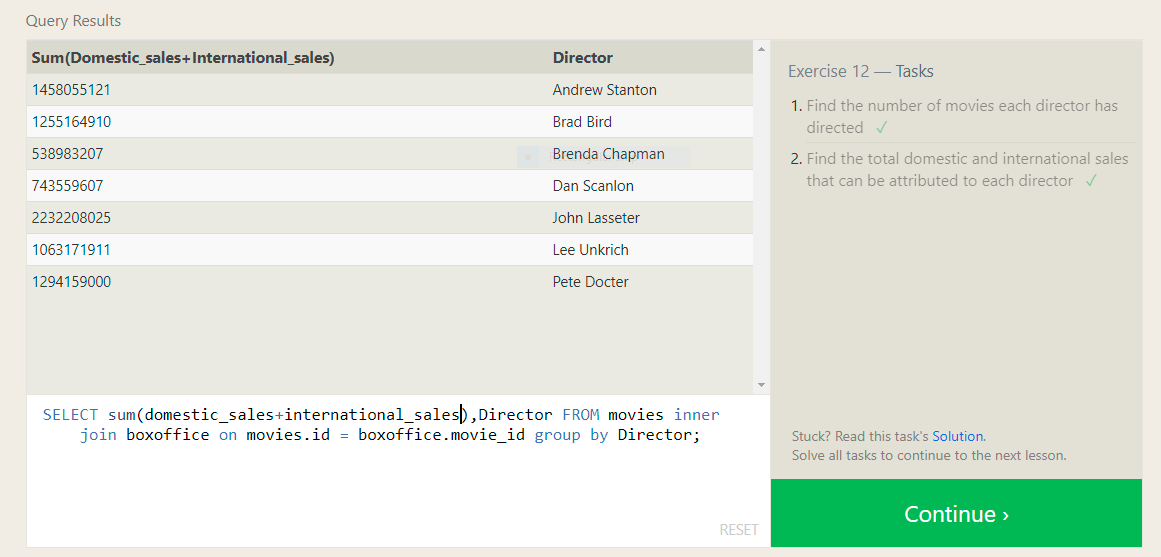 Query Results
Sum(Domestic_sales+International_sales) Director
1458055121 Andrew Stanton
1255164910 Brad Bird
538983207 Brenda Chapman
743559607 Dan Scanlon
2232208025 John Lasseter
1063171911 Lee Unkrich
1294159000 Pete Docter
SELECT sum(domestic_sales+international_sales),Director FROM movies inner
join boxoffice on movies.id = boxoffice.movie_id group by Director;
RESET
Exercise 12 — Tasks
1. Find the number of movies each director has
directed ✓
2. Find the total domestic and international sales
that can be attributed to each director ✓
Stuck? Read this task's Solution.
Solve all tasks to continue to the next lesson.
Continue ›